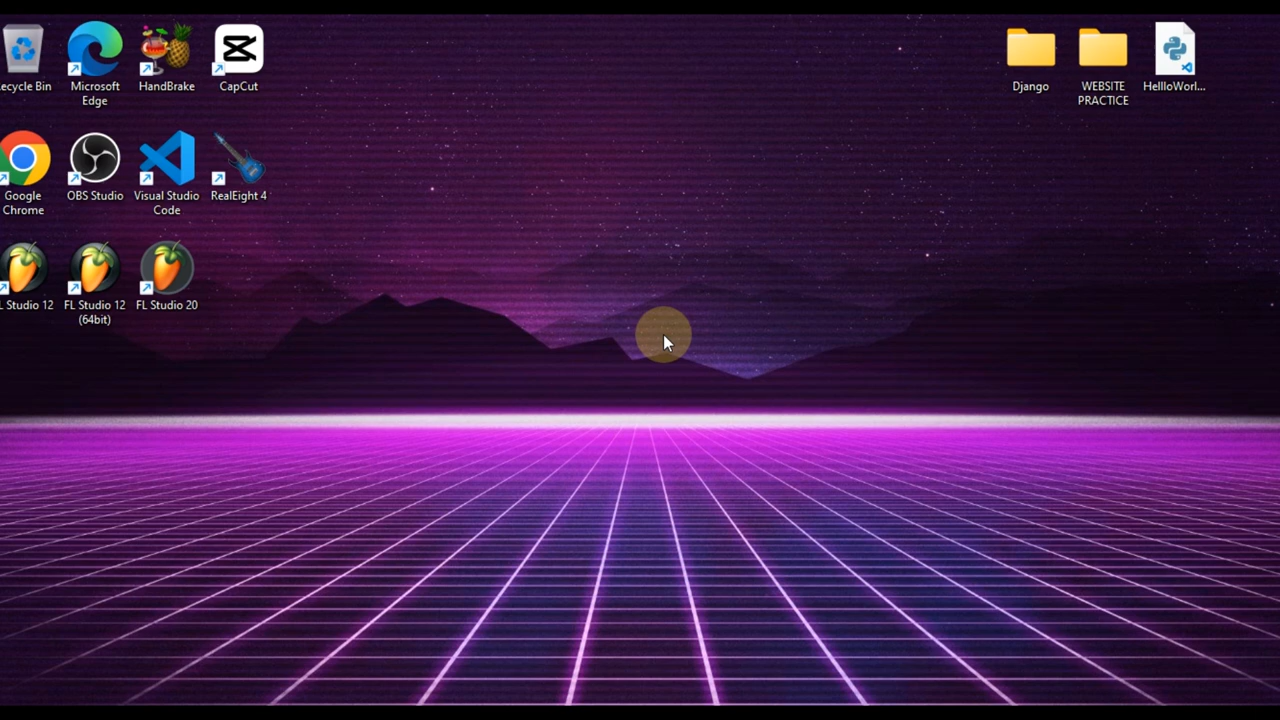 ecycle Bin
Microsoft
Edge
HandBrake
CapCut
Django
WEBSITE
PRACTICE
HellloWorl...
Google
Chrome
OBS Studio
Visual Studio
Code
RealEight 4
L Studio 12
FL Studio 12
(64bit)
FL Studio 20